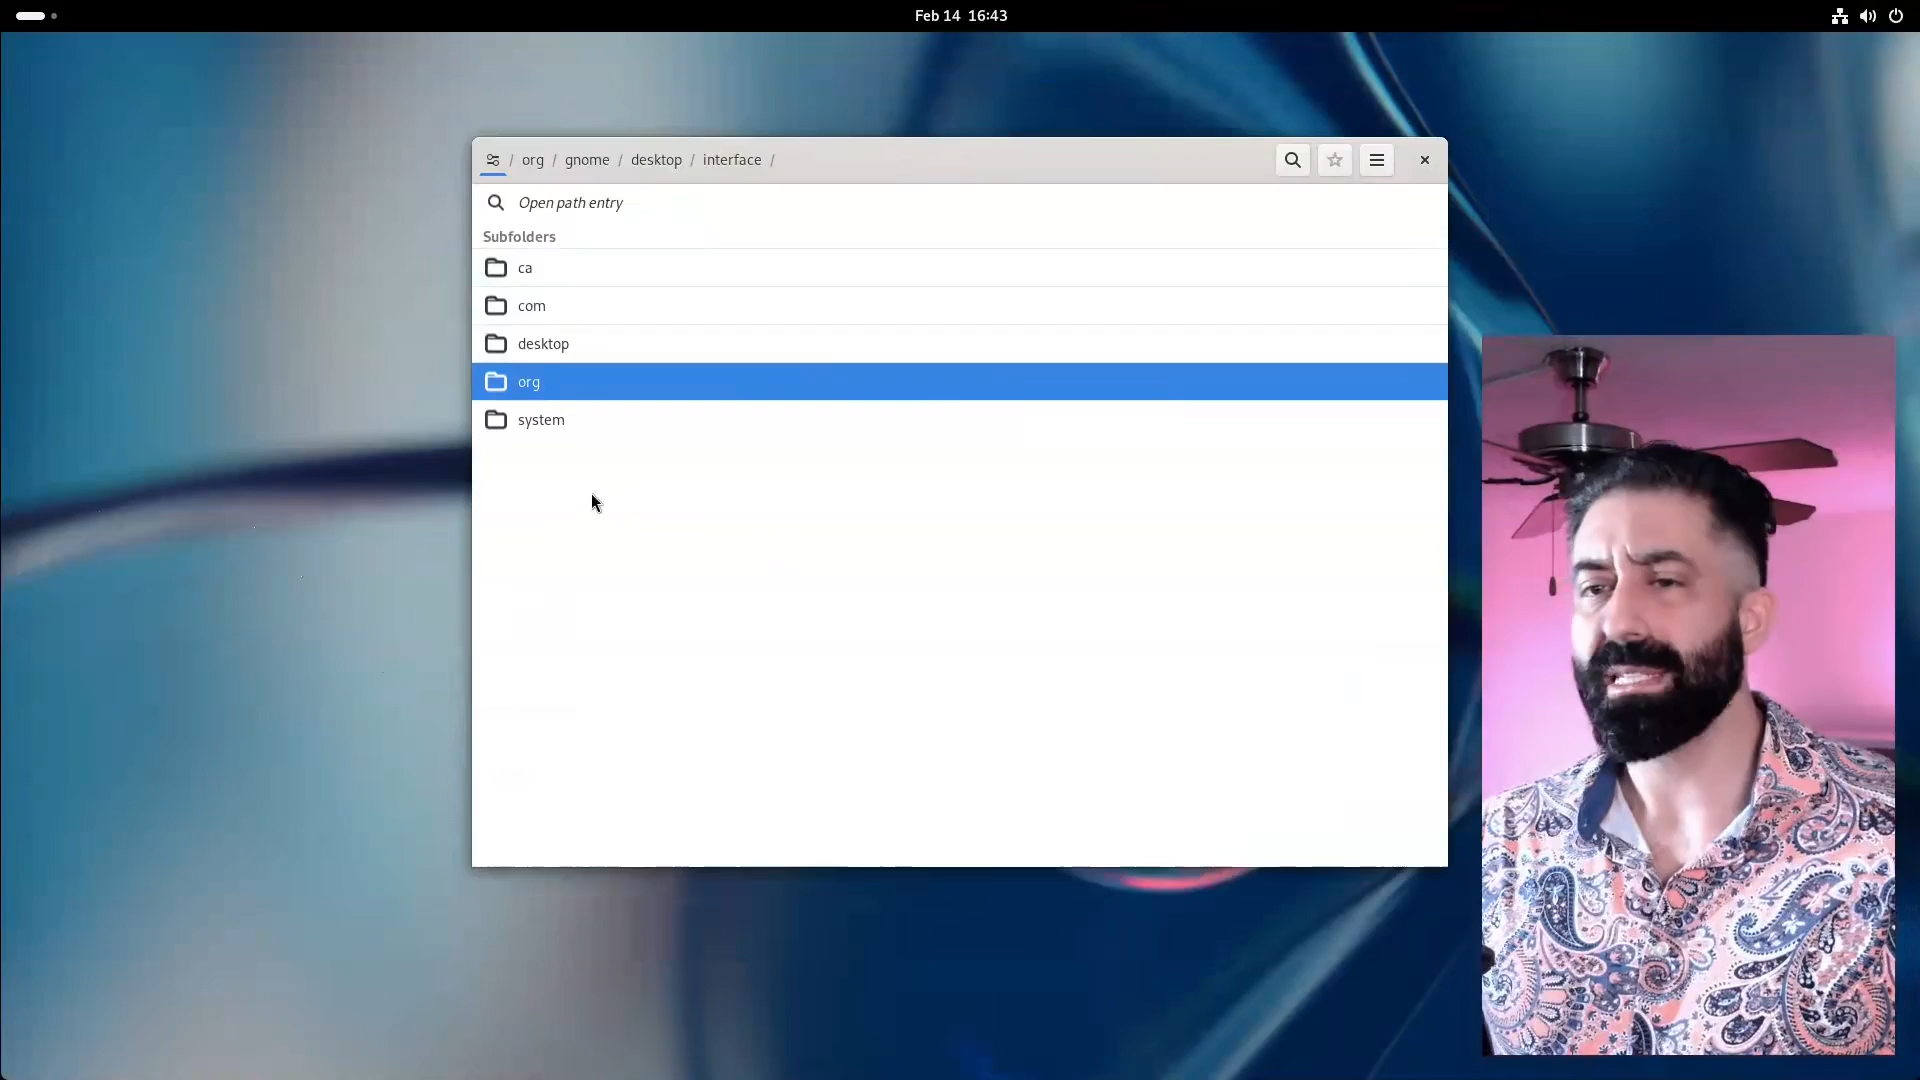 Feb 14 16:43
/ org / gnome / desktop / interface /
Open path entry
Subfolders
ca
com
desktop
org
system